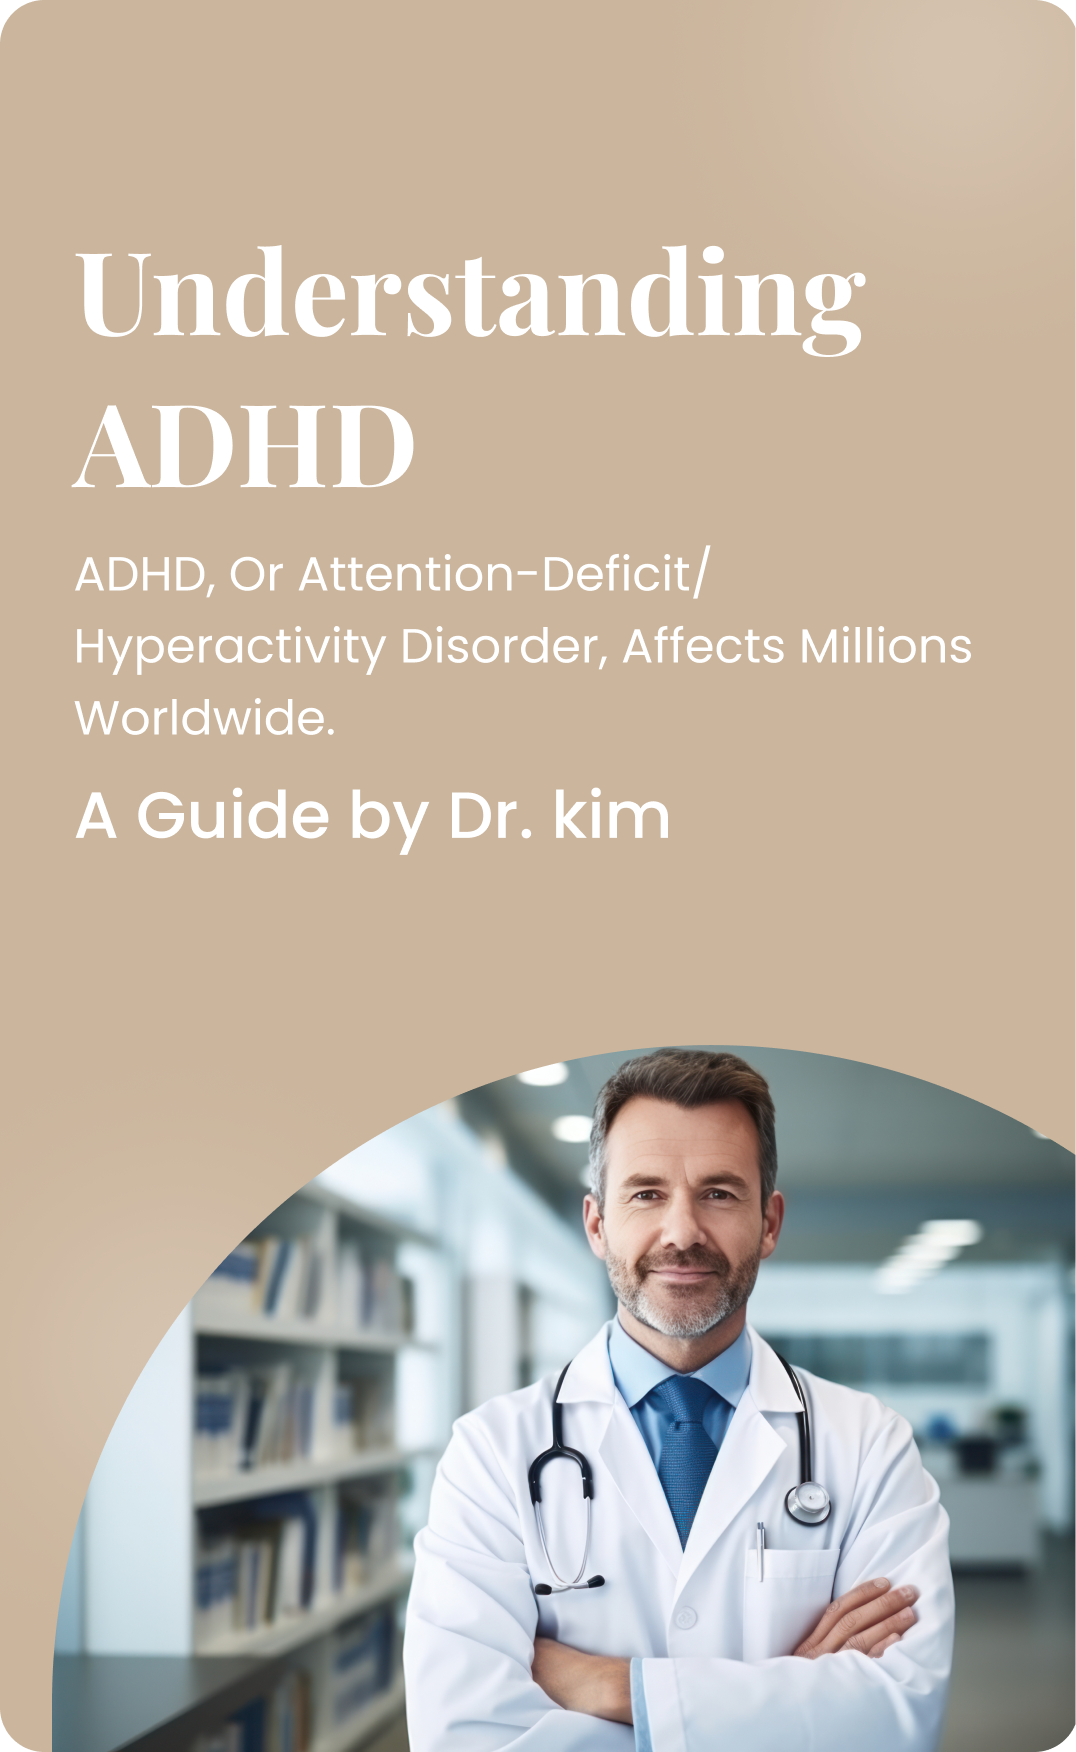 Understanding
ADHD
ADHD, Or Attention-Deficit/
Hyperactivity Disorder, Affects Millions
Worldwide.
A Guide by Dr. kim